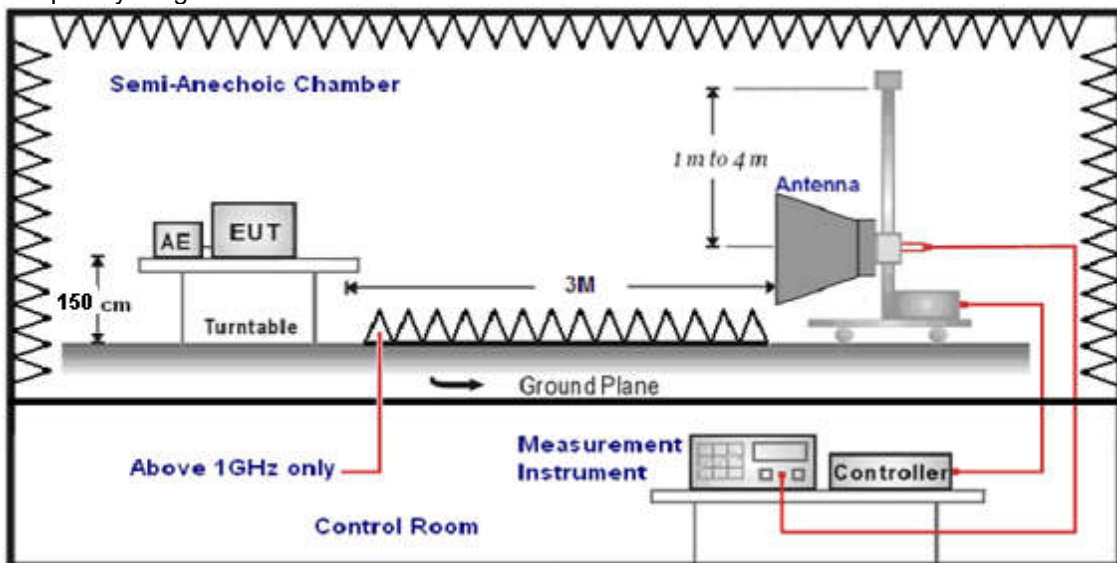 Semi-Anechoic Chamber
1 m to 4 m
Antenna
AE
EUT
150 cm
3M
Turntable
Ground Plane
Above 1GHz only
Measurement
Instrument
Controller
Control Room